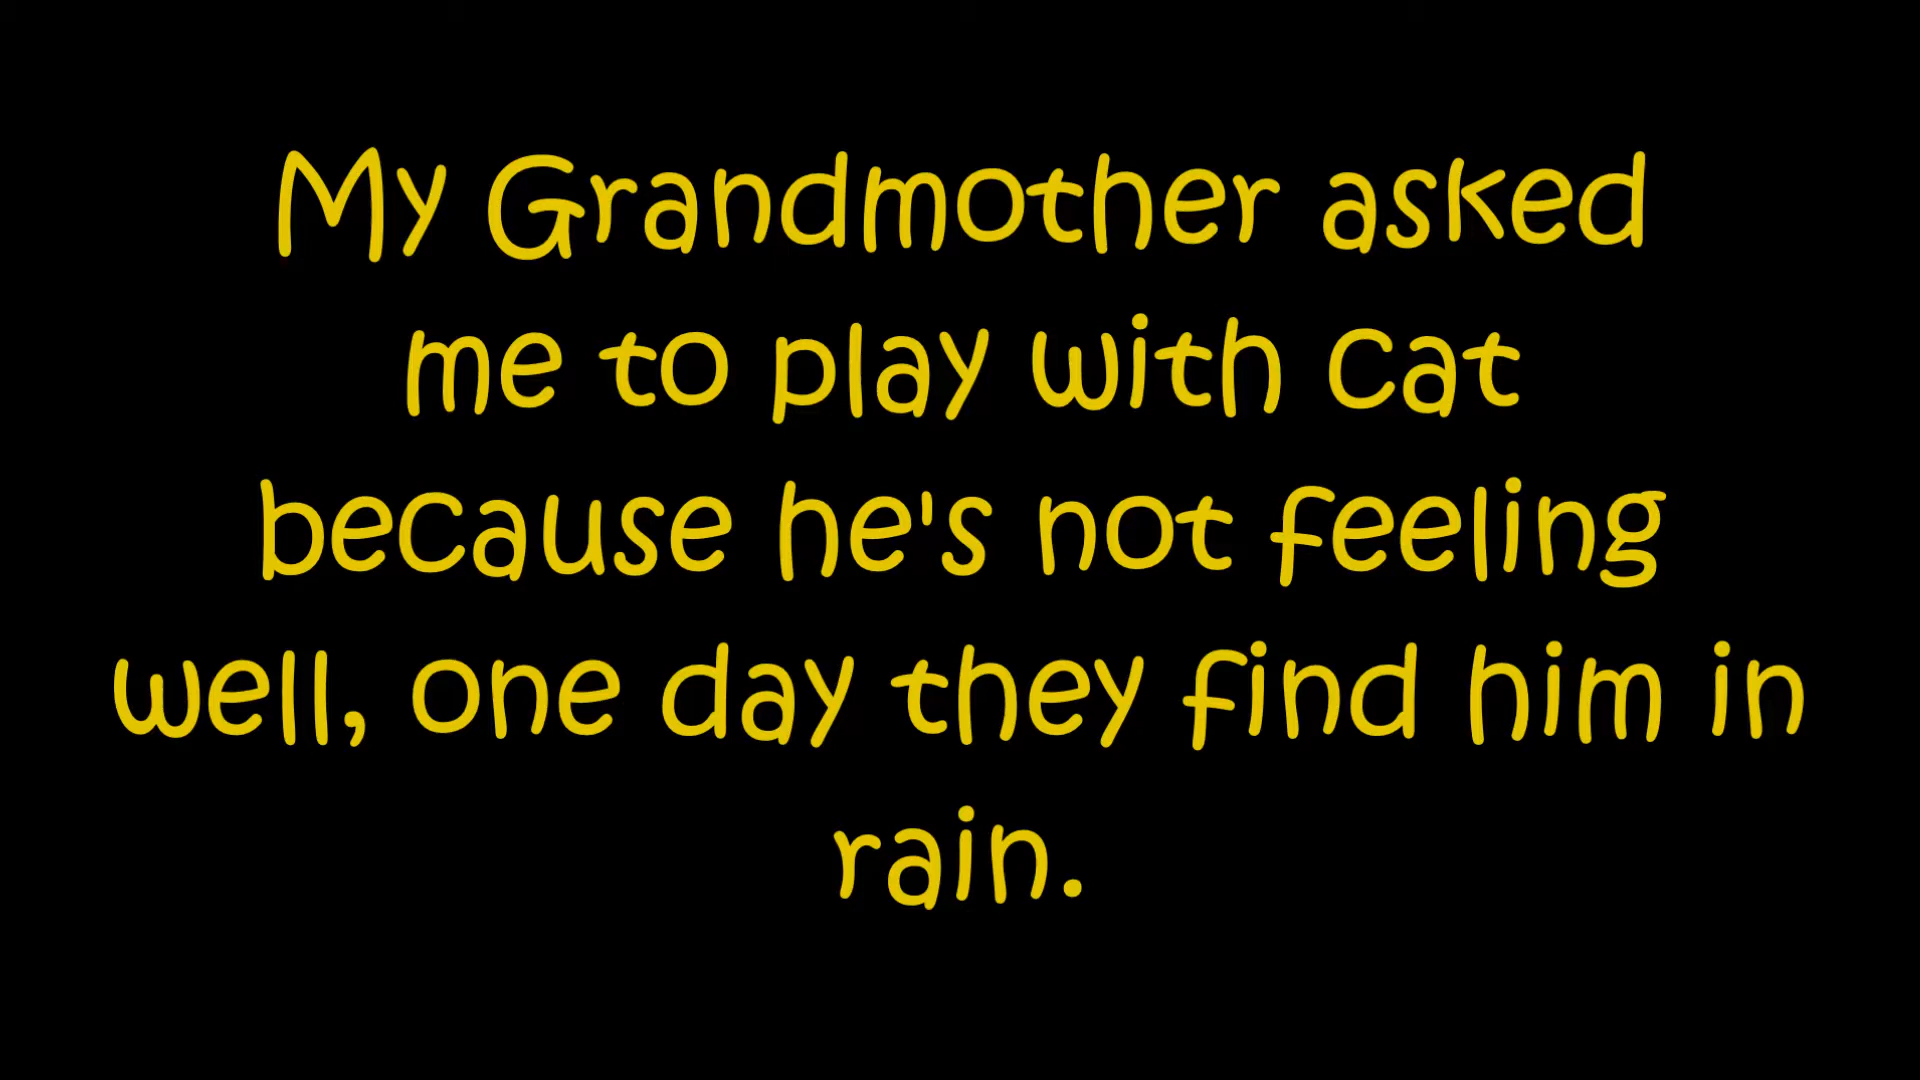 My Grandmother asked
me to play with cat
because he's not feeling
well, one day they find him in
rain.